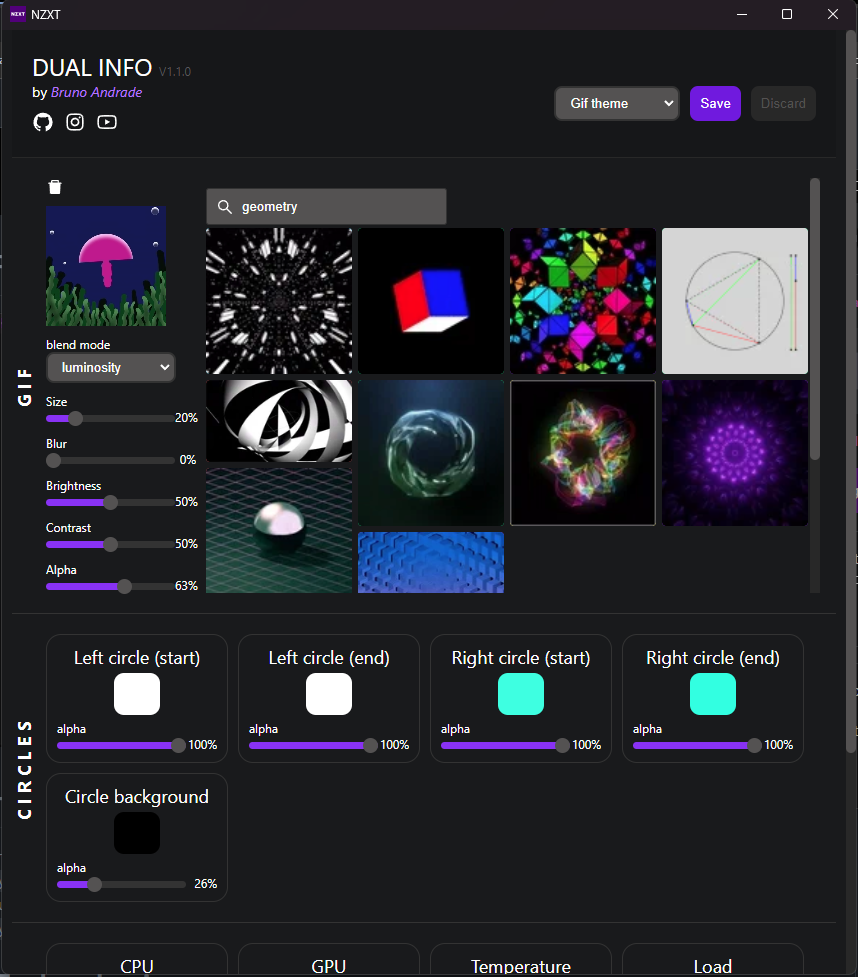 NZXT NZXT
DUAL INFO V1.1.0
by Bruno Andrade
Gif theme
Save
Discard
GIF
geometry
blend mode
luminosity
Size
20%
Blur
0%
Brightness
50%
Contrast
50%
Alpha
63%
CIRCLES
Left circle (start)
alpha
100%
Left circle (end)
alpha
100%
Right circle (start)
alpha
100%
Right circle (end)
alpha
100%
Circle background
alpha
26%
CPU
GPU
Temperature
Load